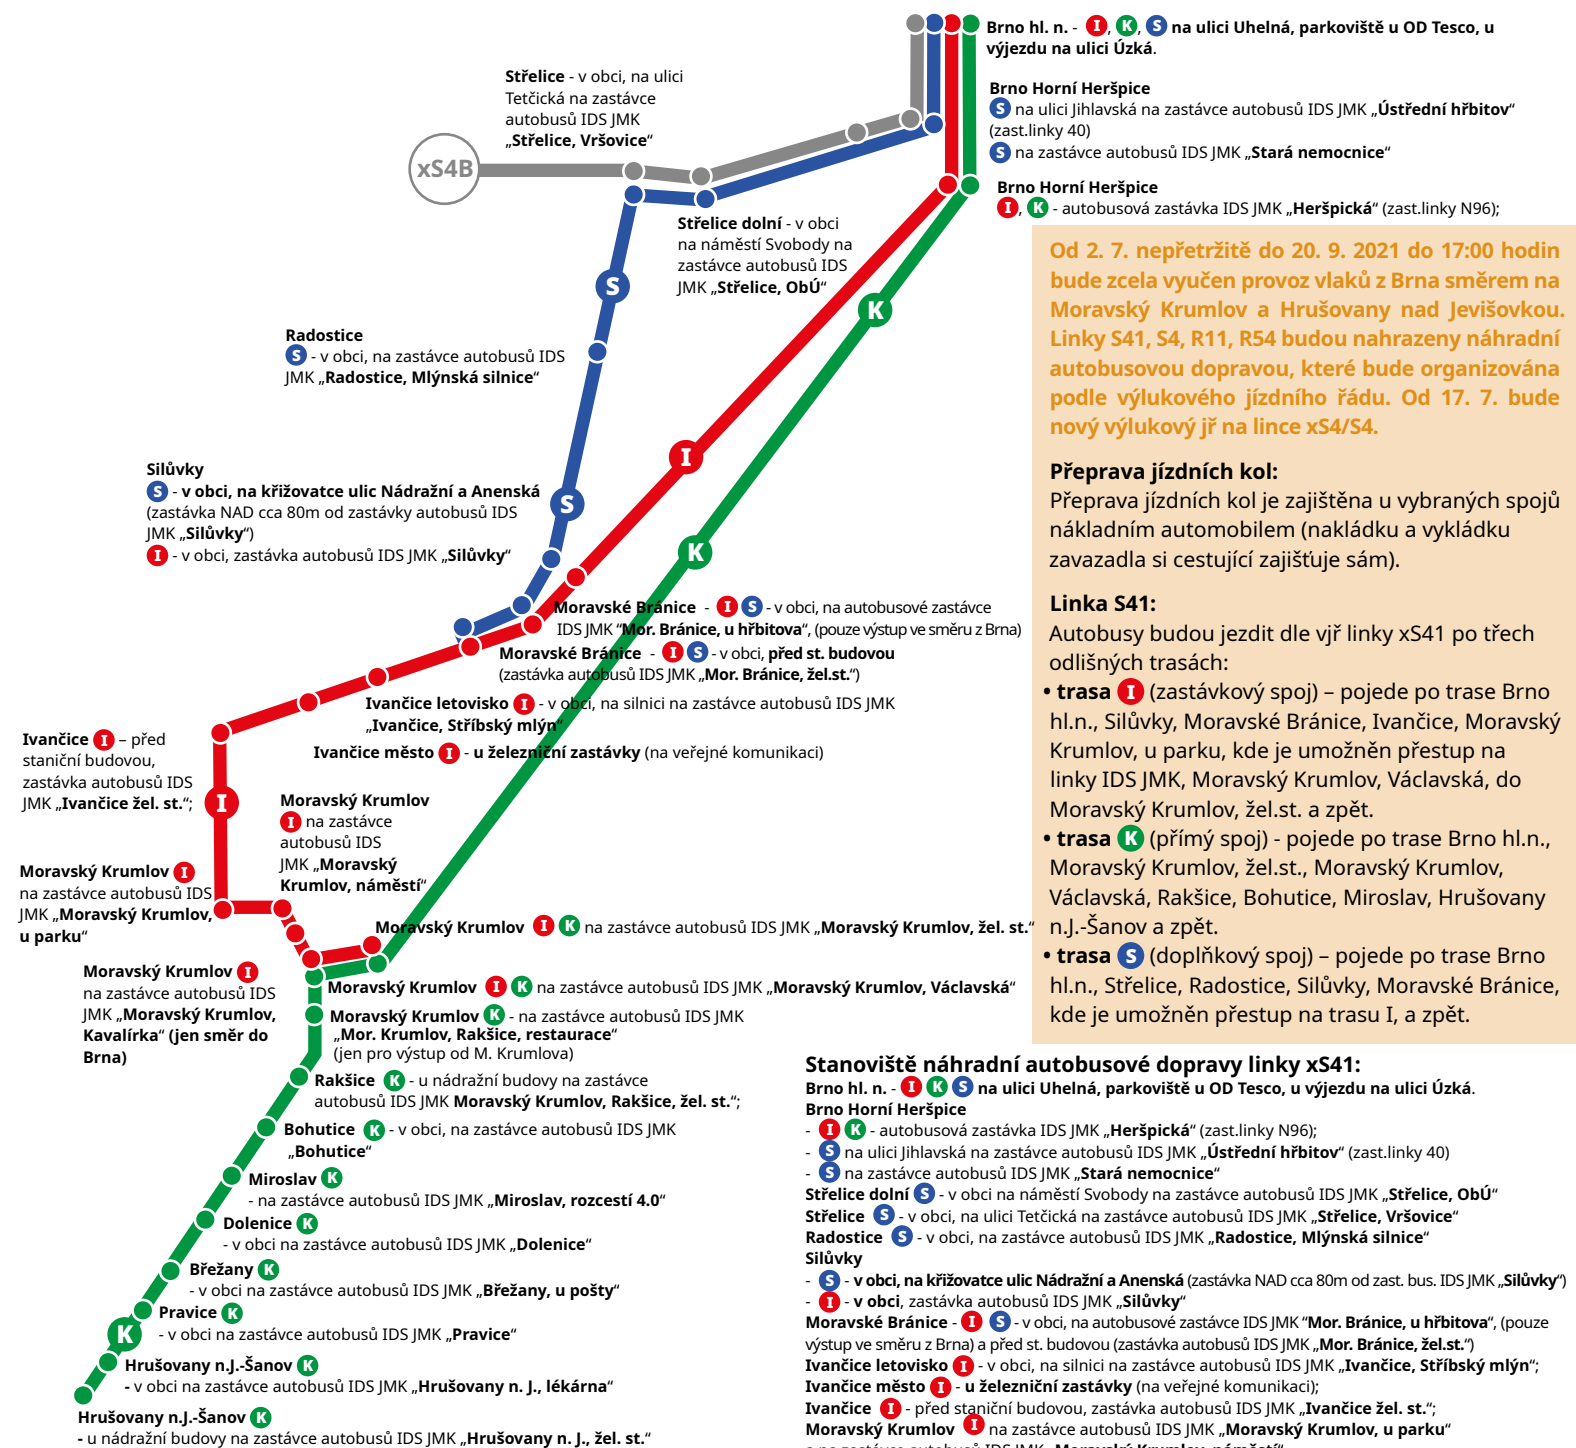 Brno hl. n. - I, K, S na ulici Uhelná, parkoviště u OD Tesco, u
výjezdu na ulici Úzká.
Střelice - v obci, na ulici
Tetčická na zastávce
autobusů IDS JMK
„Střelice, Vršovice“
xS4B
Brno Horní Heršpice
S na ulici Jihlavská na zastávce autobusů IDS JMK „Ústřední hřbitov“
(zast.linky 40)
S na zastávce autobusů IDS JMK „Stará nemocnice“
Brno Horní Heršpice
I, K - autobusová zastávka IDS JMK „Heršpická“ (zast.linky N96);
Střelice dolní - v obci
na náměstí Svobody na
zastávce autobusů IDS
JMK „Střelice, ObÚ“
S
K
Radostice
S - v obci, na zastávce autobusů IDS
JMK „Radostice, Mlýnská silnice“
I
Silůvky
S - v obci, na křižovatce ulic Nádražní a Anenská
(zastávka NAD cca 80m od zastávky autobusů IDS
JMK „Silůvky“)
I - v obci, zastávka autobusů IDS JMK „Silůvky“
S
K
Moravské Bránice - I S - v obci, na autobusové zastávce
IDS JMK “Mor. Bránice, u hřbitova“, (pouze výstup ve směru z Brna)
Moravské Bránice - I S - v obci, před st. budovou
(zastávka autobusů IDS JMK „Mor. Bránice, žel.st.“)
Ivančice letovisko I - v obci, na silnici na zastávce autobusů IDS JMK
„Ivančice, Stříbský mlýn“
Ivančice město I - u železniční zastávky (na veřejné komunikaci)
Ivančice I – před
staniční budovou,
zastávka autobusů IDS
JMK „Ivančice žel. st.“;
I
Moravský Krumlov
I na zastávce
autobusů IDS
JMK „Moravský
Krumlov, náměstí“
Moravský Krumlov I
na zastávce autobusů IDS
JMK „Moravský Krumlov,
u parku“
Moravský Krumlov I K na zastávce autobusů IDS JMK „Moravský Krumlov, žel. st.“
Moravský Krumlov I
na zastávce autobusů IDS
JMK „Moravský Krumlov,
Kavalírka“ (jen směr do
Brna)
Moravský Krumlov I K na zastávce autobusů IDS JMK „Moravský Krumlov, Václavská“
Moravský Krumlov K - na zastávce autobusů IDS JMK
„Mor. Krumlov, Rakšice, restaurace“
(jen pro výstup od M. Krumlova)
Rakšice K - u nádražní budovy na zastávce
autobusů IDS JMK Moravský Krumlov, Rakšice, žel. st.“;
Bohutice K - v obci, na zastávce autobusů IDS JMK
„Bohutice“
Miroslav K
- na zastávce autobusů IDS JMK „Miroslav, rozcestí 4.0“
Dolenice K
- v obci na zastávce autobusů IDS JMK „Dolenice“
Břežany K
- v obci na zastávce autobusů IDS JMK „Břežany, u pošty“
Pravice K
- v obci na zastávce autobusů IDS JMK „Pravice“
K
Hrušovany n.J.-Šanov K
- v obci na zastávce autobusů IDS JMK „Hrušovany n. J., lékárna“
Hrušovany n.J.-Šanov K
- u nádražní budovy na zastávce autobusů IDS JMK „Hrušovany n. J., žel. st.“
Od 2. 7. nepřetržitě do 20. 9. 2021 do 17:00 hodin
bude zcela vyučen provoz vlaků z Brna směrem na
Moravský Krumlov a Hrušovany nad Jevišovkou.
Linky S41, S4, R11, R54 budou nahrazeny náhradní
autobusovou dopravou, které bude organizována
podle výlukového jízdního řádu. Od 17. 7. bude
nový výlukový jř na lince xS4/S4.
Přeprava jízdních kol:
Přeprava jízdních kol je zajištěna u vybraných spojů
nákladním automobilem (nakládku a vykládku
zavazadla si cestující zajišťuje sám).
Linka S41:
Autobusy budou jezdit dle vjř linky xS41 po třech
odlišných trasách:
• trasa I (zastávkový spoj) – pojede po trase Brno
hl.n., Silůvky, Moravské Bránice, Ivančice, Moravský
Krumlov, u parku, kde je umožněn přestup na
linky IDS JMK, Moravský Krumlov, Václavská, do
Moravský Krumlov, žel.st. a zpět.
• trasa K (přímý spoj) - pojede po trase Brno hl.n.,
Moravský Krumlov, žel.st., Moravský Krumlov,
Václavská, Rakšice, Bohutice, Miroslav, Hrušovany
n.J.-Šanov a zpět.
• trasa S (doplňkový spoj) – pojede po trase Brno
hl.n., Střelice, Radostice, Silůvky, Moravské Bránice,
kde je umožněn přestup na trasu I, a zpět.
Stanoviště náhradní autobusové dopravy linky xS41:
Brno hl. n. - I K S na ulici Uhelná, parkoviště u OD Tesco, u výjezdu na ulici Úzká.
Brno Horní Heršpice
- I K - autobusová zastávka IDS JMK „Heršpická“ (zast.linky N96);
- S na ulici Jihlavská na zastávce autobusů IDS JMK „Ústřední hřbitov“ (zast.linky 40)
- S na zastávce autobusů IDS JMK „Stará nemocnice“
Střelice dolní S - v obci na náměstí Svobody na zastávce autobusů IDS JMK „Střelice, ObÚ“
Střelice S - v obci, na ulici Tetčická na zastávce autobusů IDS JMK „Střelice, Vršovice“
Radostice S - v obci, na zastávce autobusů IDS JMK „Radostice, Mlýnská silnice“
Silůvky
- S - v obci, na křižovatce ulic Nádražní a Anenská (zastávka NAD cca 80m od zast. bus. IDS JMK „Silůvky“)
- I - v obci, zastávka autobusů IDS JMK „Silůvky“
Moravské Bránice - I S - v obci, na autobusové zastávce IDS JMK “Mor. Bránice, u hřbitova“, (pouze
výstup ve směru z Brna) a před st. budovou (zastávka autobusů IDS JMK „Mor. Bránice, žel.st.“)
Ivančice letovisko I - v obci, na silnici na zastávce autobusů IDS JMK „Ivančice, Stříbský mlýn“;
Ivančice město I - u železniční zastávky (na veřejné komunikaci);
Ivančice I - před staniční budovou, zastávka autobusů IDS JMK „Ivančice žel. st.“;
Moravský Krumlov I na zastávce autobusů IDS JMK „Moravský Krumlov, u parku“
a na zastávce autobusů IDS JMK „Moravský Krumlov, náměstí“